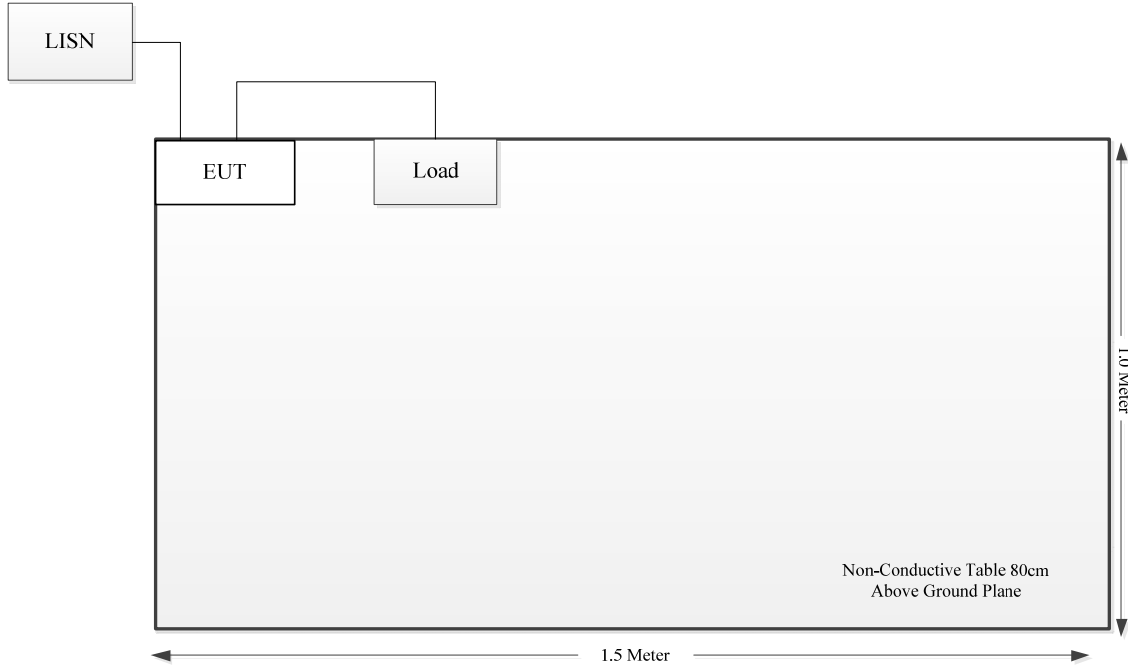 LISN
EUT
Load
1.0 Meter
Non-Conductive Table 80cm
Above Ground Plane
1.5 Meter